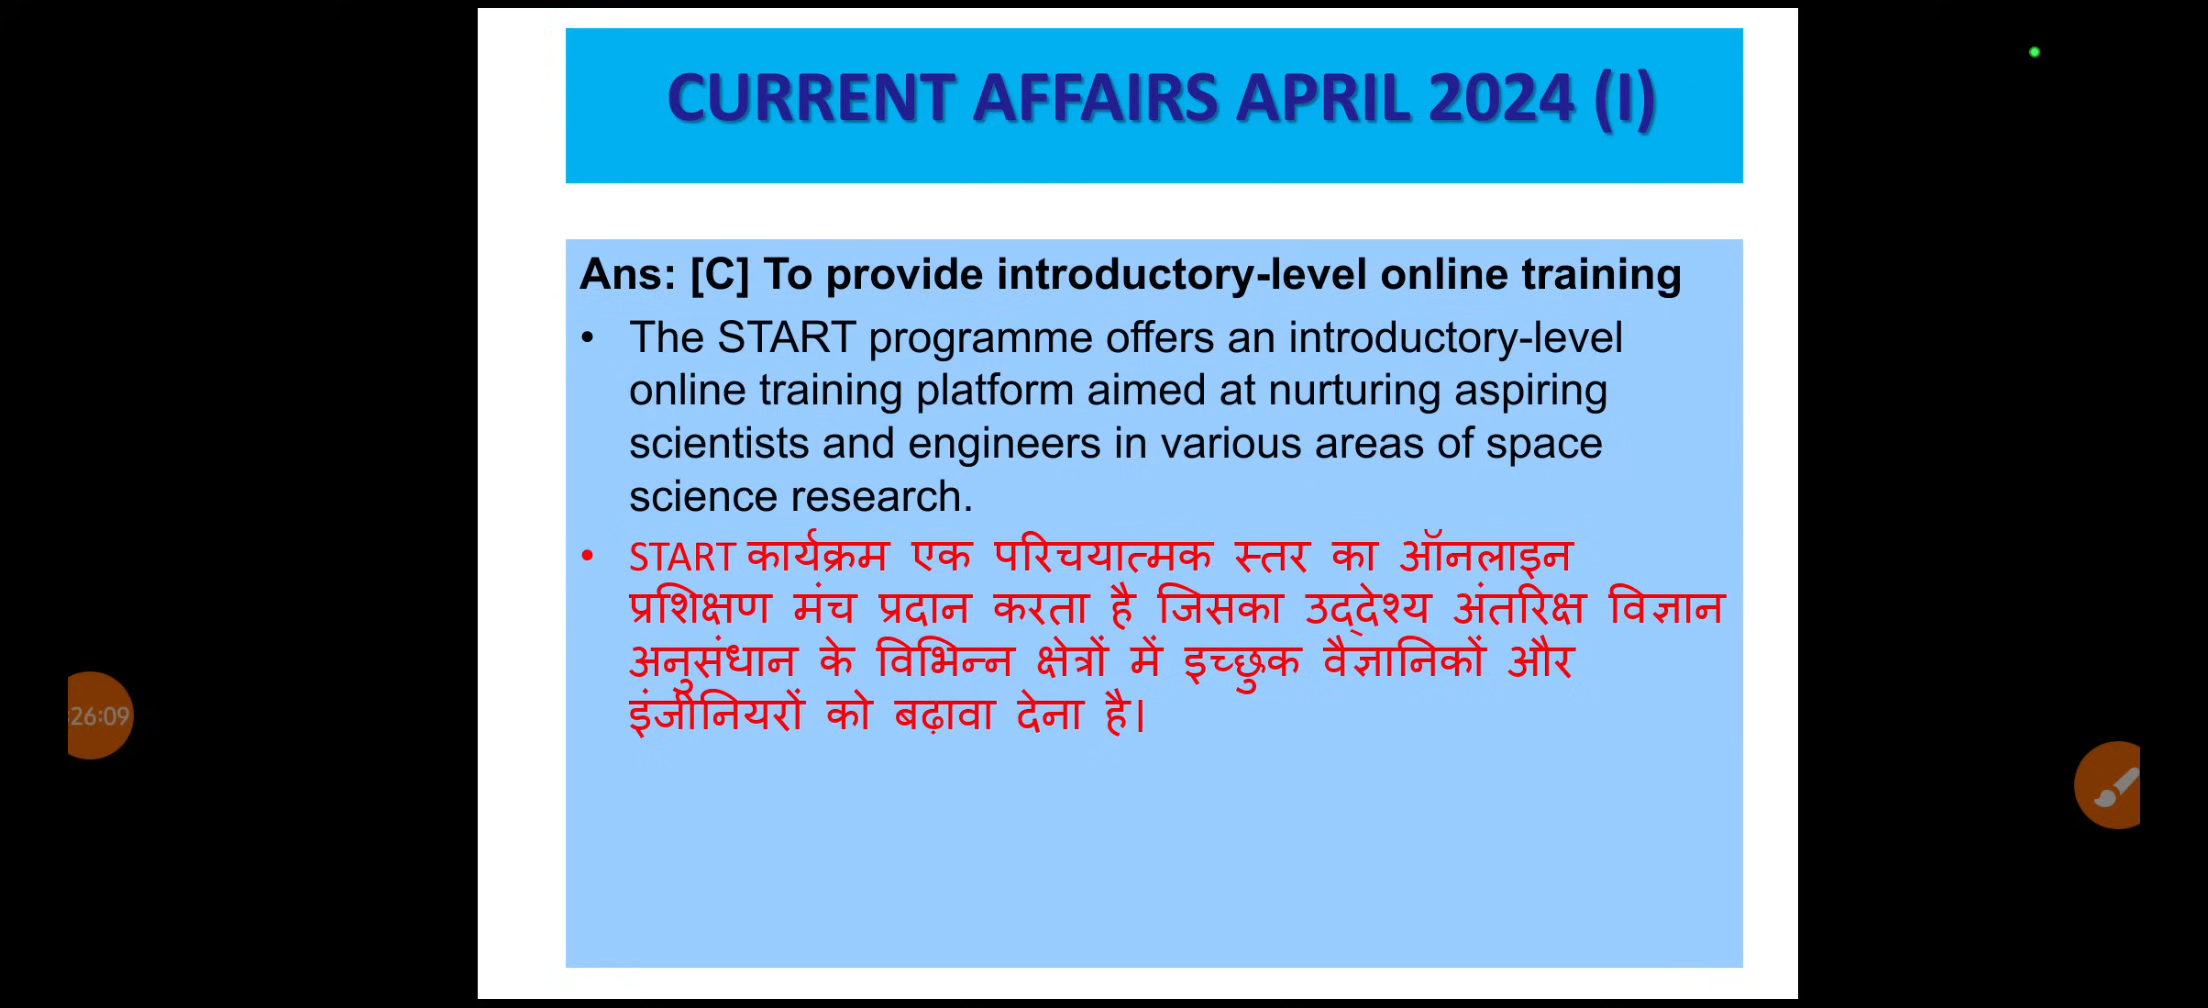 CURRENT AFFAIRS APRIL 2024 (I)
Ans: [C] To provide introductory-level online training
• The START programme offers an introductory-level
online training platform aimed at nurturing aspiring
scientists and engineers in various areas of space
science research.
• START कार्यक्रम एक परिचयात्मक स्तर का ऑनलाइन
प्रशिक्षण मंच प्रदान करता है जिसका उद्देश्य अंतरिक्ष विज्ञान
अनुसंधान के विभिन्न क्षेत्रों में इच्छुक वैज्ञानिकों और
इंजीनियरों को बढ़ावा देना है।
:26:09